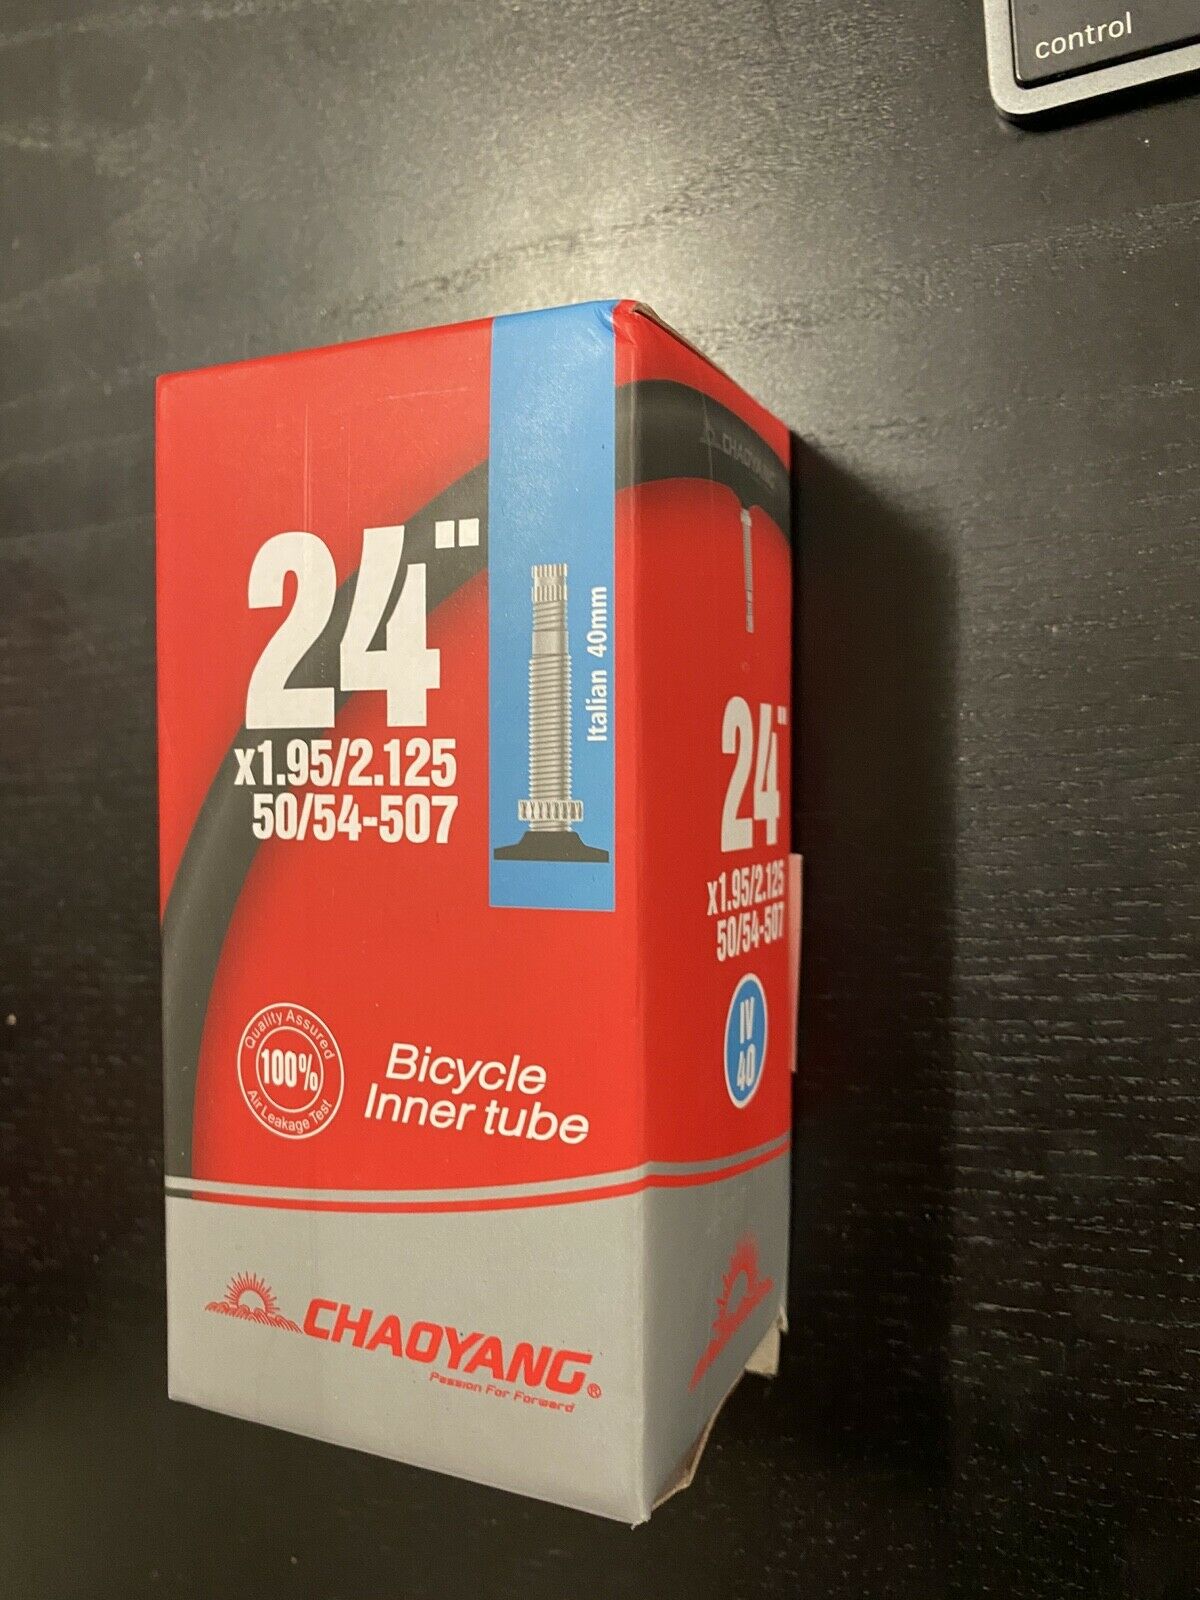 control
24"
x1.95/2.125
50/54-507
Italian 40mm
Quality Assured
100%
Air Leakage Test
Bicycle
Inner tube
CHAOYANG®
Passion For Forward
CHAOYANG
24"
x1.95/2.125
50/54-507
IV
40